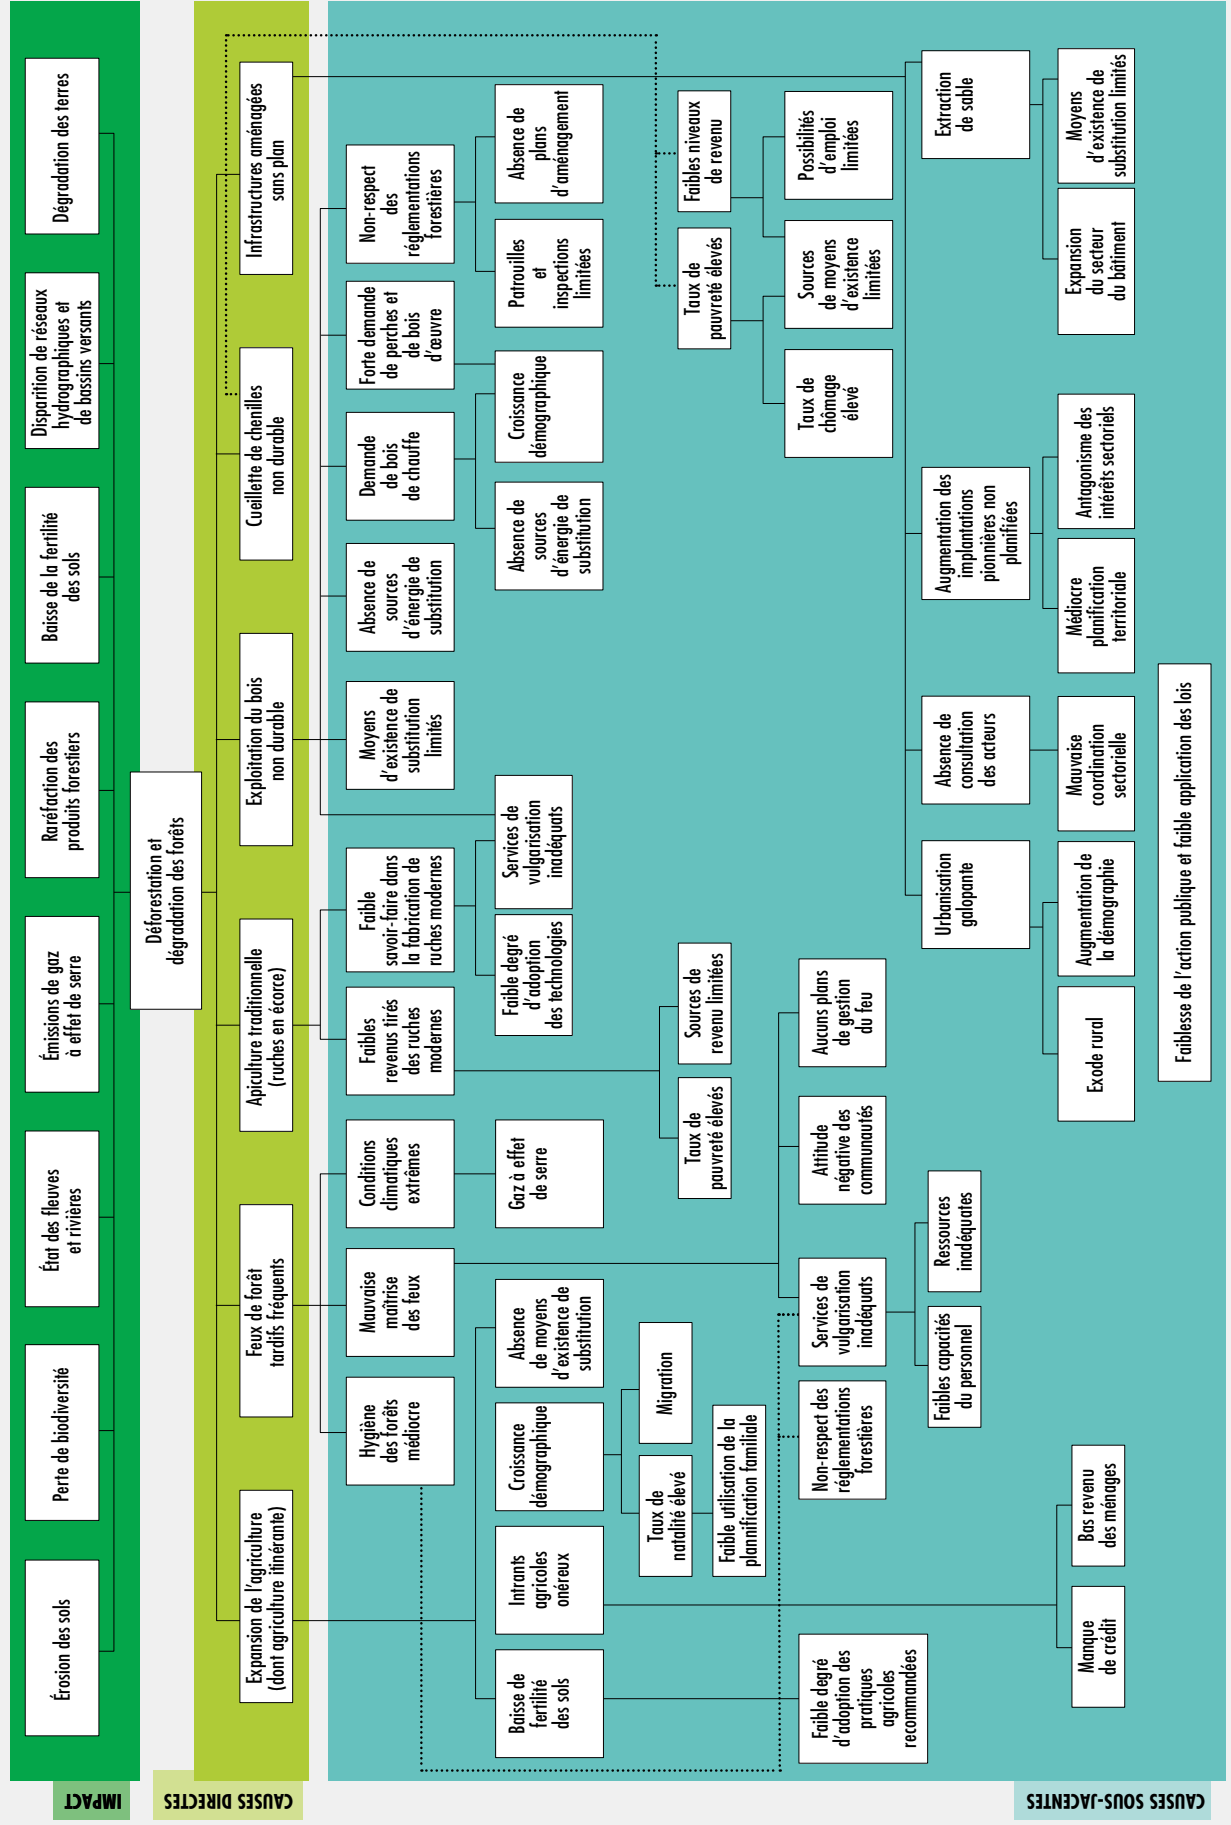 IMPACT
Érosion des sols
Perte de biodiversité
État des fleuves
et rivières
Émissions de gaz
à effet de serre
Raréfaction des
produits forestiers
Baisse de la fertilité
des sols
Disparition de réseaux
hydrographiques et
de bassins versants
Dégradation des terres
Déforestation et
dégradation des forêts
CAUSES DIRECTES
Expansion de l'agriculture
(dont agriculture itinérante)
Feux de forêt
tardifs fréquents
Apiculture traditionnelle
(ruches en écorce)
Exploitation du bois
non durable
Cueillette de chenilles
non durable
Infrastructures aménagées
sans plan
CAUSES SOUS-JACENTES
Hygiène
des forêts
médiocre
Mauvaise
maîtrise
des feux
Conditions
climatiques
extrêmes
Faibles
revenus tirés
des ruches
modernes
Faible
savoir-faire dans
la fabrication de
ruches modernes
Moyens
d'existence de
substitution
limités
Absence de
sources
d'énergie de
substitution
Demande
de bois
de chauffe
Forte demande
de perches et
de bois
d'œuvre
Non-respect
des
réglementations
forestières
Baisse de
fertilité
des sols
Intrants
agricoles
onéreux
Croissance
démographique
Absence
de moyens
d'existence de
substitution
Gaz à effet
de serre
Faible degré
d'adoption
des technologies
Services de
vulgarisation
inadéquats
Absence de
sources
d'énergie de
substitution
Croissance
démographique
Patrouilles
et
inspections
limitées
Absence de
plans
d'aménagement
Taux de
natalité élevé
Migration
Taux de
pauvreté élevés
Sources de
revenu limitées
Taux de
pauvreté élevés
Faibles niveaux
de revenu
Faible utilisation de la
plannification familiale
Faible degré
d'adoption des
pratiques
agricoles
recommandées
Non-respect des
réglementations
forestières
Services de
vulgarisation
inadéquats
Attitude
négative des
communautés
Aucuns plans
de gestion
du feu
Taux de
chômage
élevé
Sources
de moyens
d'existence
limitées
Possibilités
d'emploi
limitées
Faibles capacités
du personnel
Ressources
inadéquates
Urbanisation
galopante
Absence de
consultation
des acteurs
Augmentation des
implantations
pionnières non
planifiées
Extraction
de sable
Manque
de crédit
Bas revenu
des ménages
Exode rural
Augmentation de
la démographie
Mauvaise
coordination
sectorielle
Médiocre
planification
territoriale
Antagonisme des
intérêts sectoriels
Expansion
du secteur
du bâtiment
Moyens
d'existence de
substitution limités
Faiblesse de l'action publique et faible application des lois